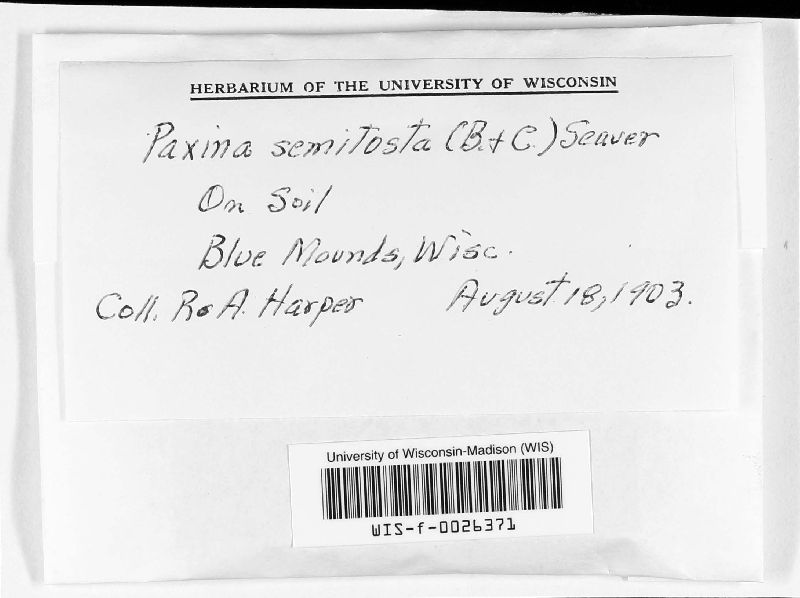 HERBARIUM OF THE UNIVERSITY OF WISCONSIN
Paxina semitosta (B. & C.) Seaver
On Soil
Blue Mounds, Wisc.
Coll. R. A. Harper August 18, 1903.
University of Wisconsin-Madison (WIS)
WIS-f-0026371